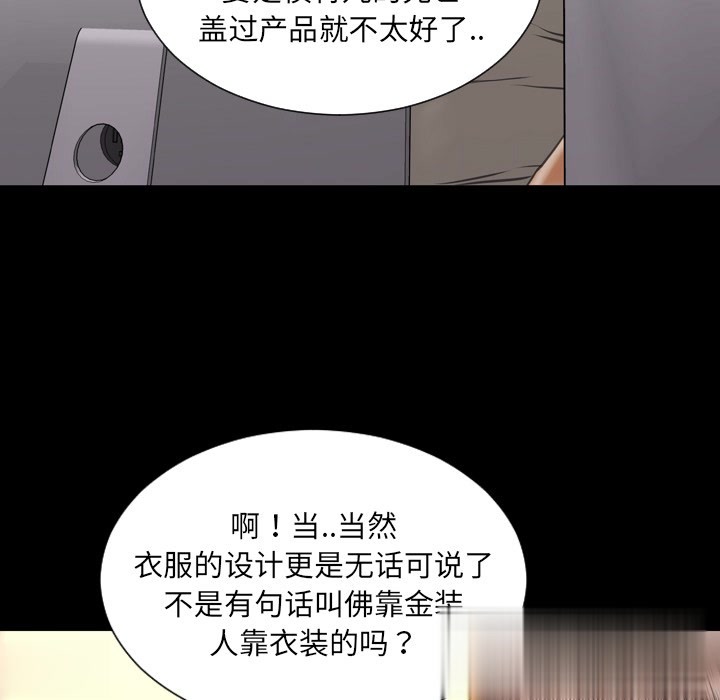 盖过产品就不太好了..
啊！当..当然
衣服的设计更是无话可说了
不是有句话叫佛靠金装
人靠衣装的吗？